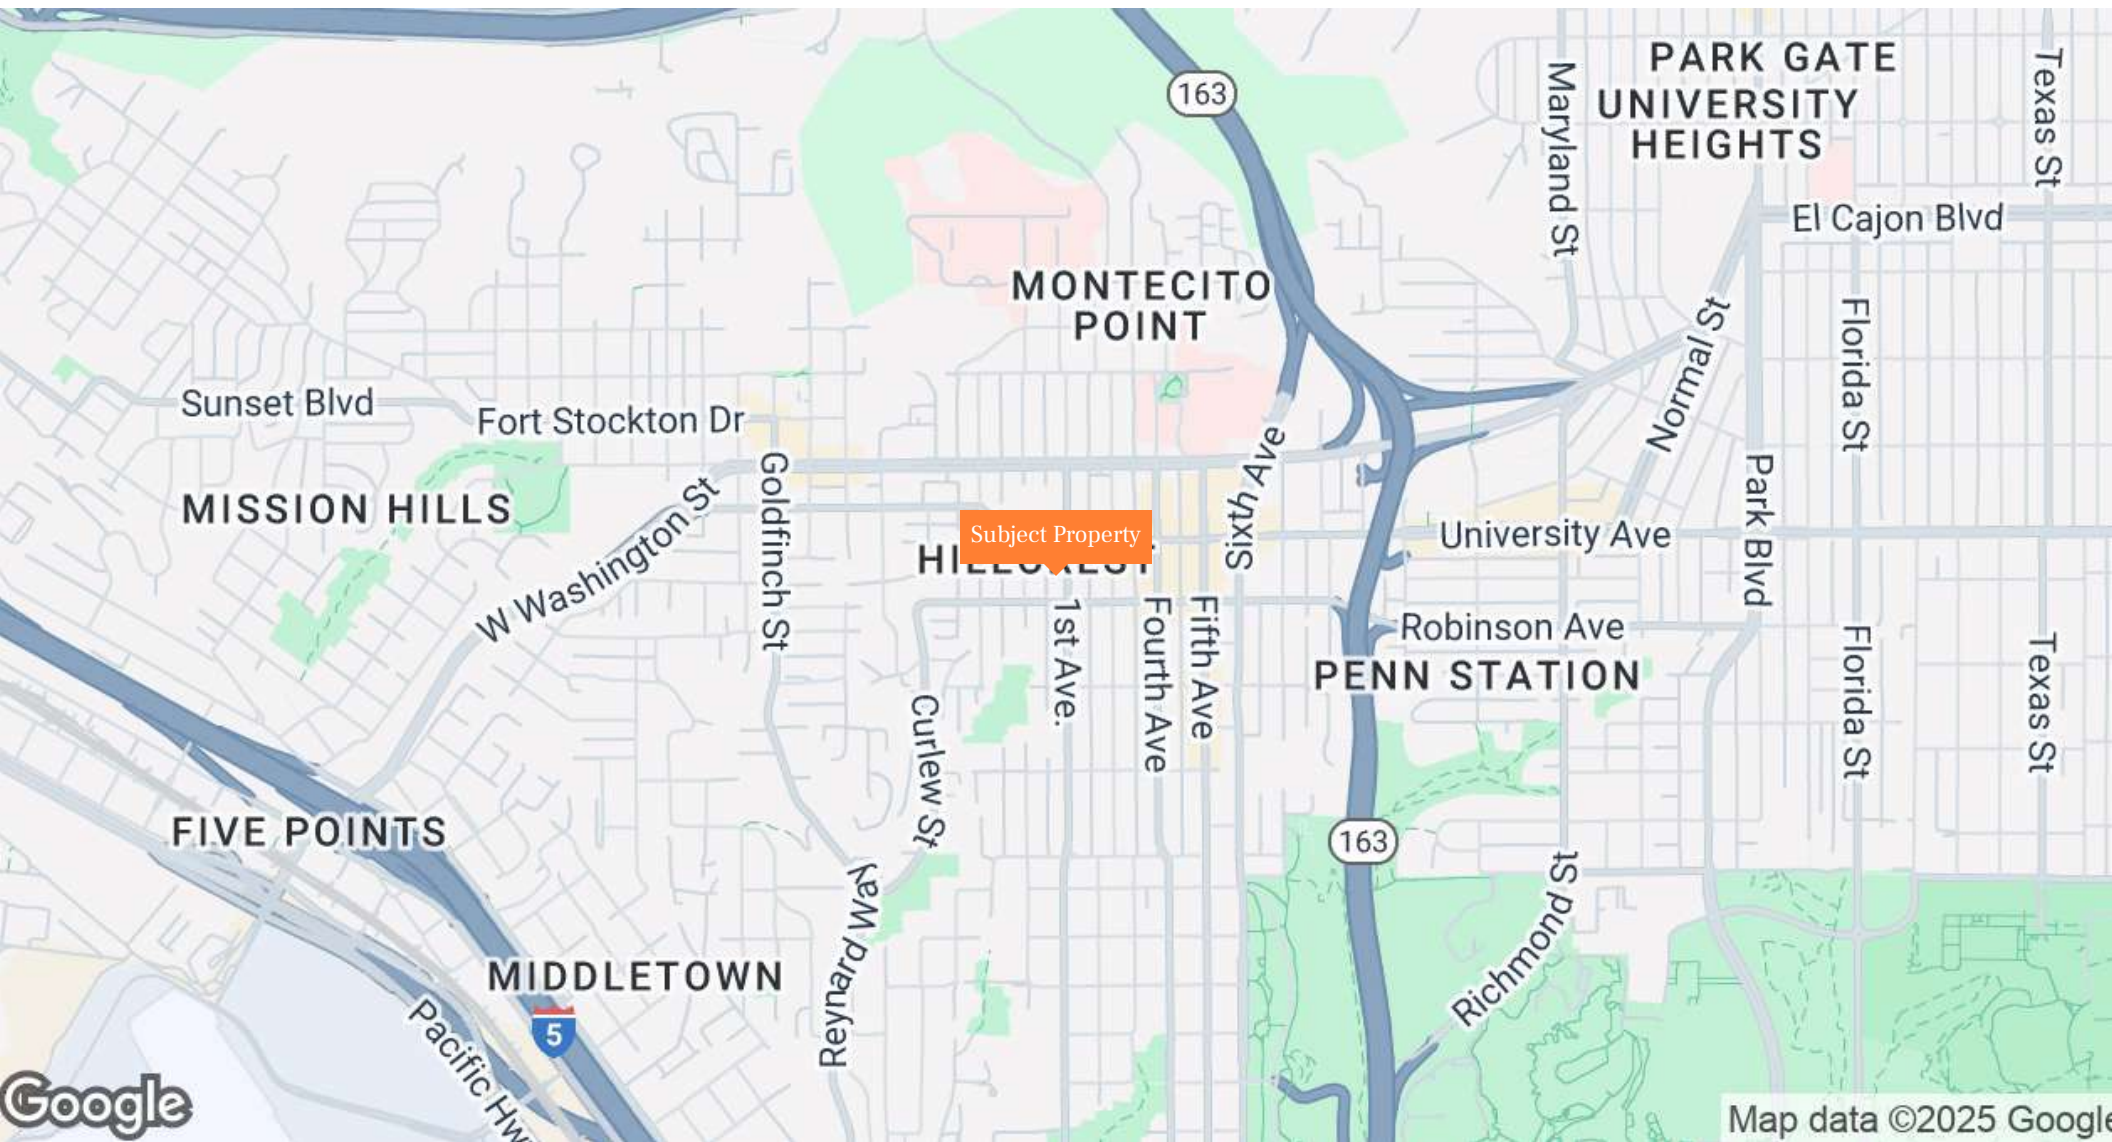 163
PARK GATE
UNIVERSITY
HEIGHTS
Maryland St
Texas St
El Cajon Blvd
MONTECITO
POINT
Normal St
Florida St
Sunset Blvd
Fort Stockton Dr
Goldfinch St
Sixth Ave
Park Blvd
MISSION HILLS
W Washington St
Subject Property
HILLCREST
University Ave
1st Ave.
Fourth Ave
Fifth Ave
Robinson Ave
PENN STATION
Florida St
Texas St
Curlew St
FIVE POINTS
163
Reynard Way
Richmond St
MIDDLETOWN
5
Pacific Hwy
Google
Map data ©2025 Google